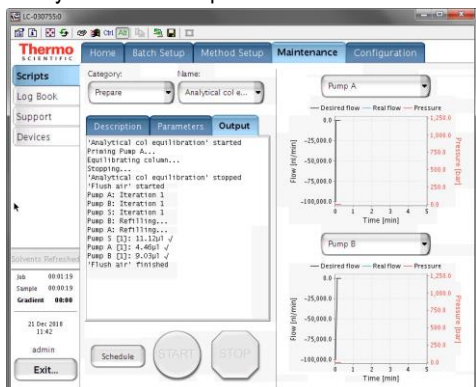 LC-030755:0
Ctrl Alt
Thermo
SCIENTIFIC
Home
Batch Setup
Method Setup
Maintenance
Configuration
Scripts
Log Book
Support
Devices
Solvents Refreshed
Job 00:01:19
Sample 00:00:19
Gradient 00:00
21 Dec 2018
11:42
admin
Exit...
Category:
Name:
Prepare
Analytical col e...
Description
Parameters
Output
'Analytical col equilibration' started
Priming Pump A...
Equilibrating column...
Stopping...
'Analytical col equilibration' stopped
'Flush air' started
Pump A: Iteration 1
Pump B: Iteration 1
Pump S: Iteration 1
Pump A: Refilling...
Pump B: Refilling...
Pump S [1]: 11.12µl √
Pump A [1]: 4.46µl √
Pump B [1]: 9.03µl √
'Flush air' finished
Schedule
START
STOP
Pump A
Desired flow
Real flow
Pressure
Flow [nl/min]
0.0
-25,000.0
-50,000.0
-75,000.0
-100,000.0
1,250.0
1,000.0
750.0
500.0
250.0
0.0
Pressure [bar]
0 1 2 3 4 5
Time [min]
Pump B
Desired flow
Real flow
Pressure
Flow [nl/min]
0.0
-25,000.0
-50,000.0
-75,000.0
-100,000.0
1,250.0
1,000.0
750.0
500.0
250.0
0.0
Pressure [bar]
0 1 2 3 4 5
Time [min]